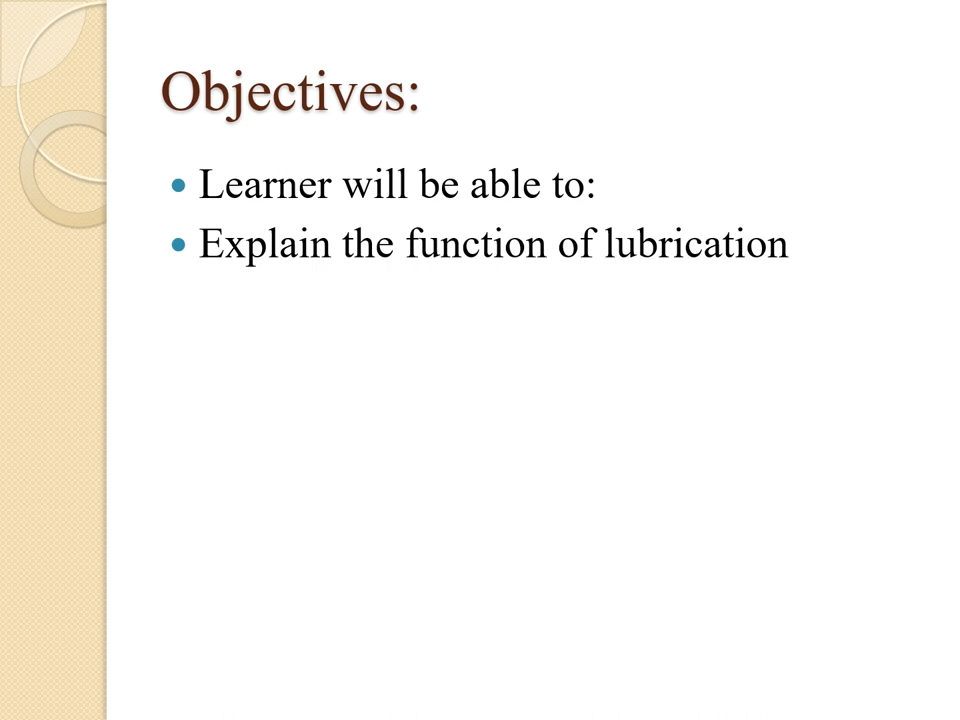 Objectives:
Learner will be able to:
Explain the function of lubrication